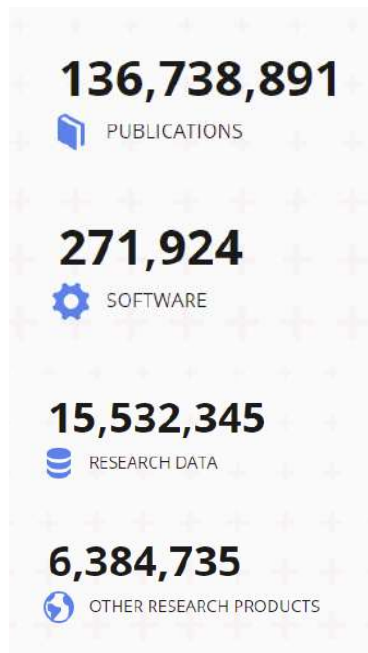 136,738,891
PUBLICATIONS
271,924
SOFTWARE
15,532,345
RESEARCH DATA
6,384,735
OTHER RESEARCH PRODUCTS